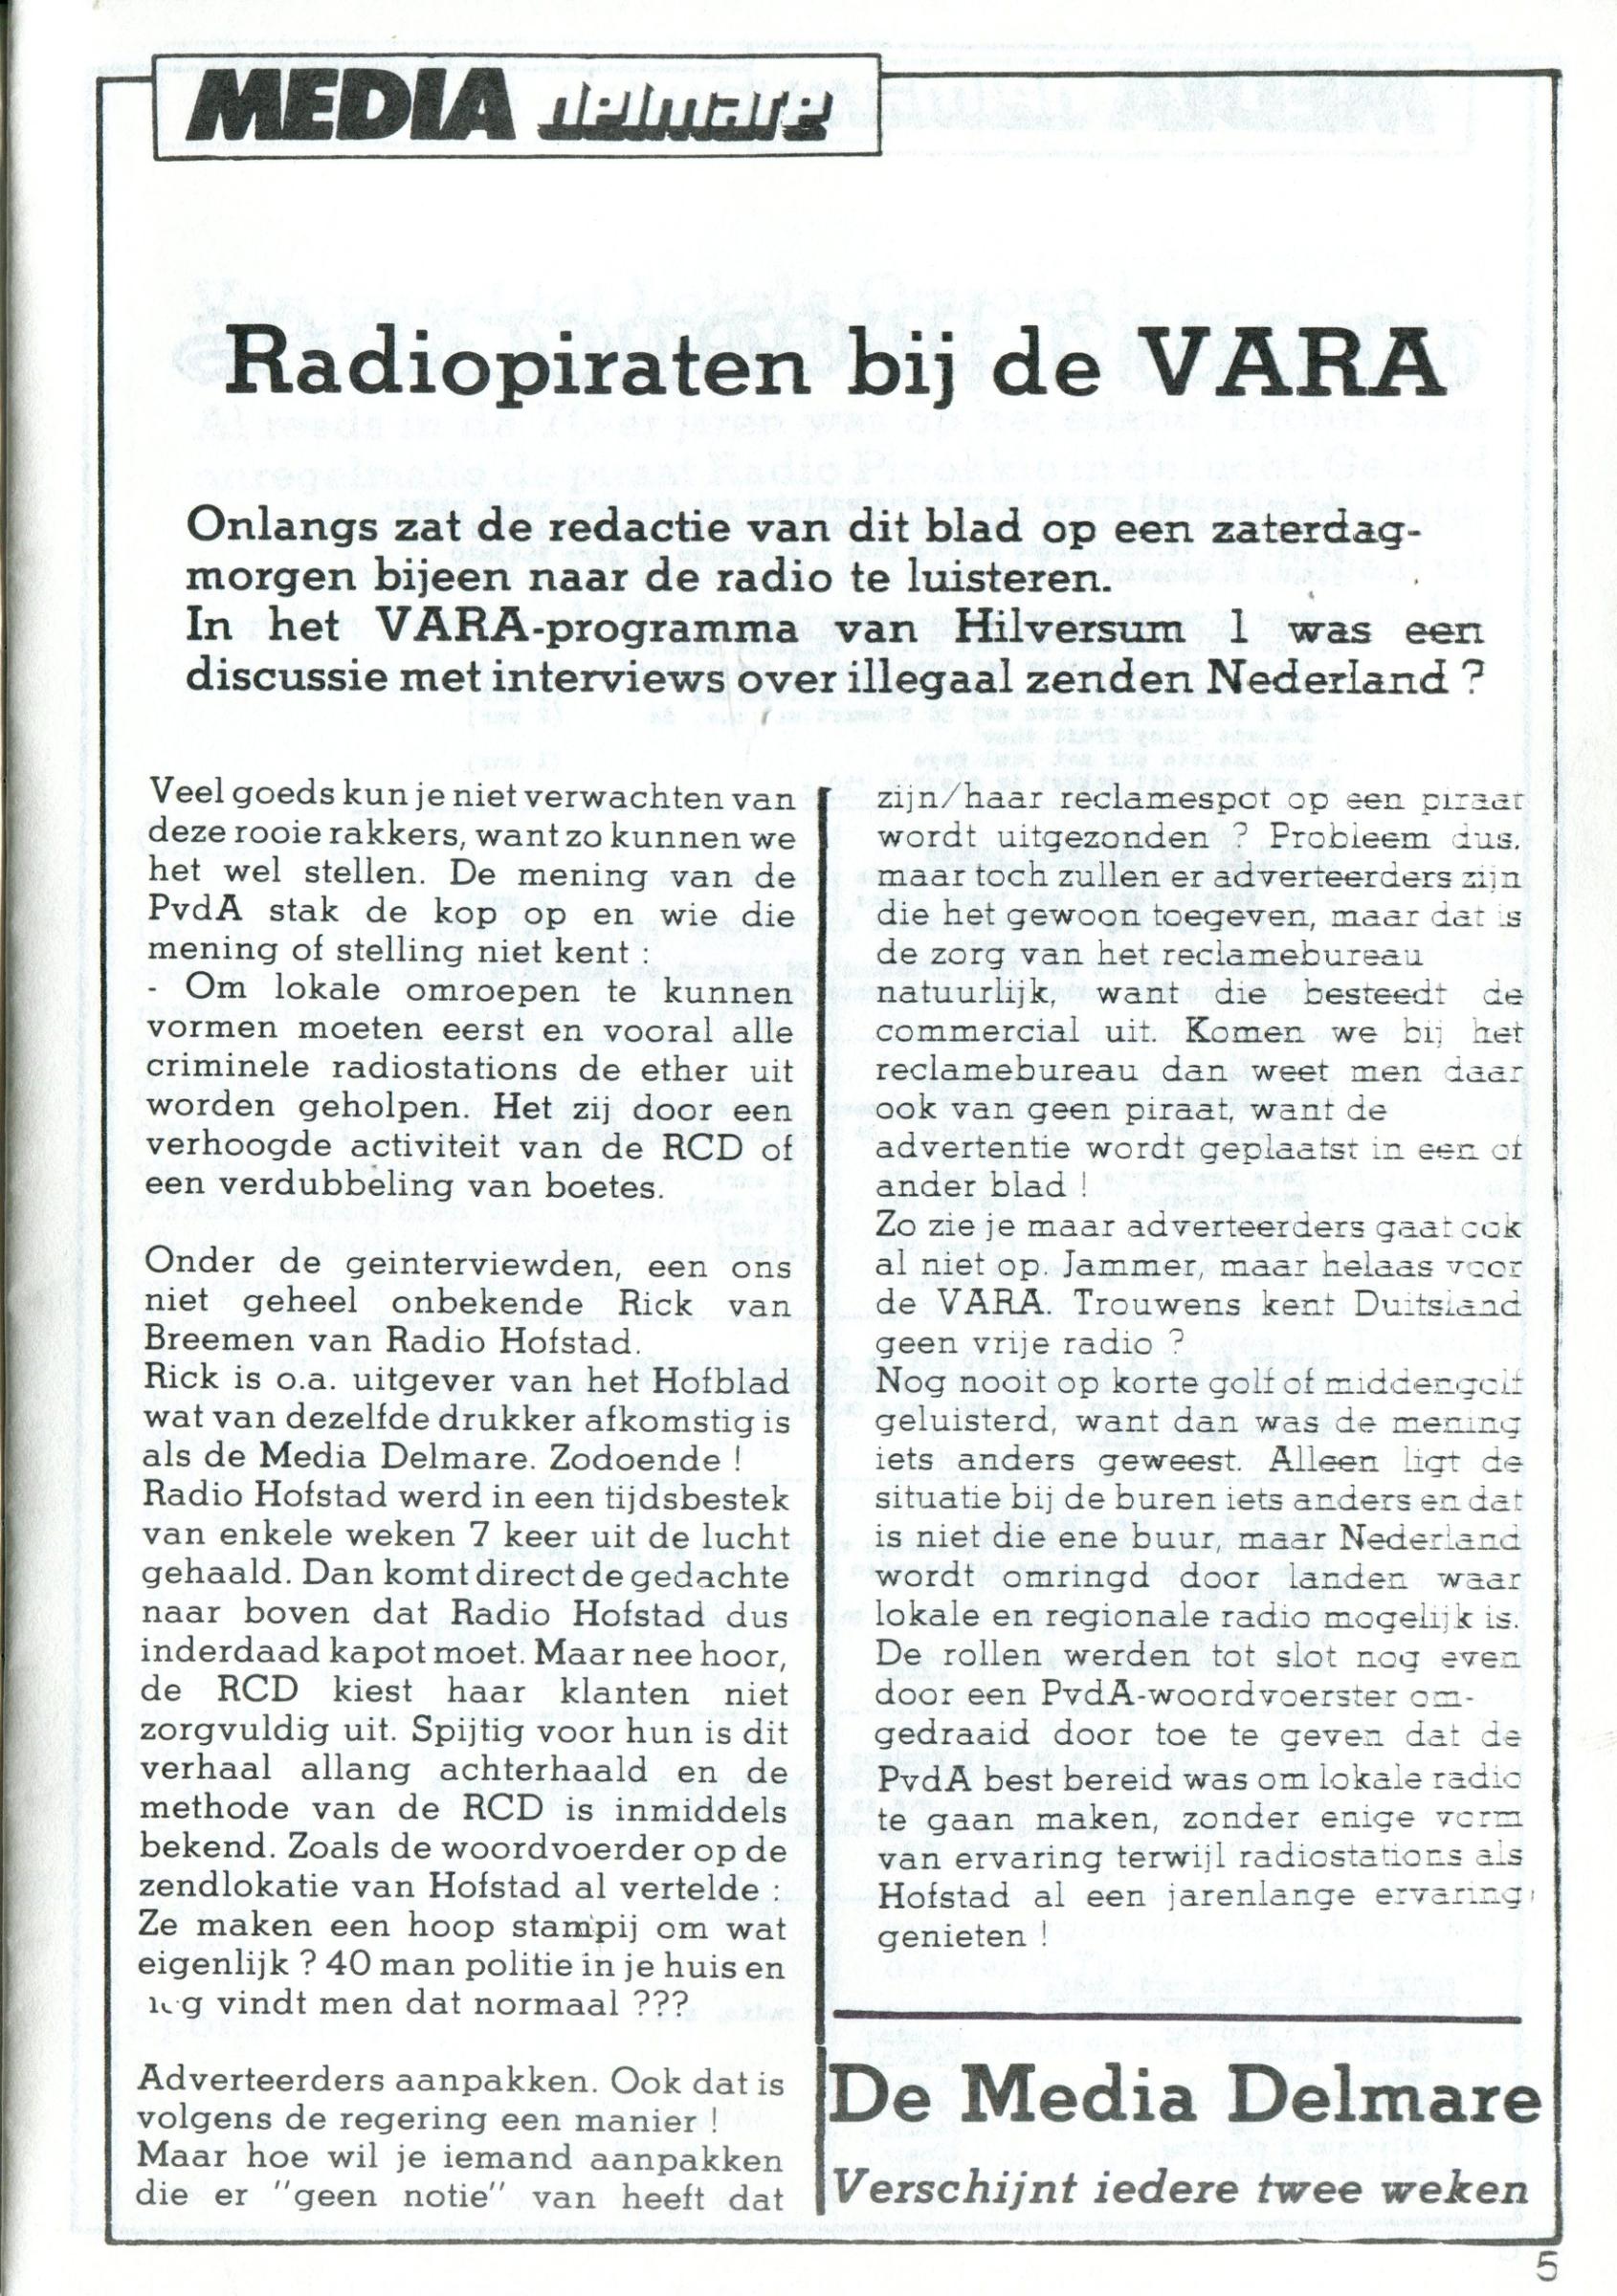 MEDIA delmare
Radiopiraten bij de VARA
Onlangs zat de redactie van dit blad op een zaterdag-
morgen bijeen naar de radio te luisteren.
In het VARA-programma van Hilversum 1 was een
discussie met interviews over illegaal zenden Nederland ?
Veel goeds kun je niet verwachten van
deze rooie rakkers, want zo kunnen we
het wel stellen. De mening van de
PvdA stak de kop op en wie die
mening of stelling niet kent :
- Om lokale omroepen te kunnen
vormen moeten eerst en vooral alle
criminele radiostations de ether uit
worden geholpen. Het zij door een
verhoogde activiteit van de RCD of
een verdubbeling van boetes.
Onder de geinterviewden, een ons
niet geheel onbekende Rick van
Breemen van Radio Hofstad.
Rick is o.a. uitgever van het Hofblad
wat van dezelfde drukker afkomstig is
als de Media Delmare. Zodoende !
Radio Hofstad werd in een tijdsbestek
van enkele weken 7 keer uit de lucht
gehaald. Dan komt direct de gedachte
naar boven dat Radio Hofstad dus
inderdaad kapot moet. Maar nee hoor,
de RCD kiest haar klanten niet
zorgvuldig uit. Spijtig voor hun is dit
verhaal allang achterhaald en de
methode van de RCD is inmiddels
bekend. Zoals de woordvoerder op de
zendlokatie van Hofstad al vertelde :
Ze maken een hoop stampij om wat
eigenlijk ? 40 man politie in je huis en
nog vindt men dat normaal ???
Adverteerders aanpakken. Ook dat is
volgens de regering een manier !
Maar hoe wil je iemand aanpakken
die er "geen notie" van heeft dat
zijn/haar reclamespot op een piraat
wordt uitgezonden ? Probleem dus.
maar toch zullen er adverteerders zijn
die het gewoon toegeven, maar dat is
de zorg van het reclamebureau
natuurlijk, want die besteedt de
commercial uit. Komen we bij het
reclamebureau dan weet men daar
ook van geen piraat, want de
advertentie wordt geplaatst in een of
ander blad !
Zo zie je maar adverteerders gaat ook
al niet op. Jammer, maar helaas voor
de VARA. Trouwens kent Duitsland
geen vrije radio ?
Nog nooit op korte golf of middengolf
geluisterd, want dan was de mening
iets anders geweest. Alleen ligt de
situatie bij de buren iets anders en dat
is niet die ene buur, maar Nederland
wordt omringd door landen waar
lokale en regionale radio mogelijk is.
De rollen werden tot slot nog even
door een PvdA-woordvoerster om-
gedraaid door toe te geven dat de
PvdA best bereid was om lokale radio
te gaan maken, zonder enige vorm
van ervaring terwijl radiostations als
Hofstad al een jarenlange ervaring
genieten !
De Media Delmare
Verschijnt iedere twee weken
5